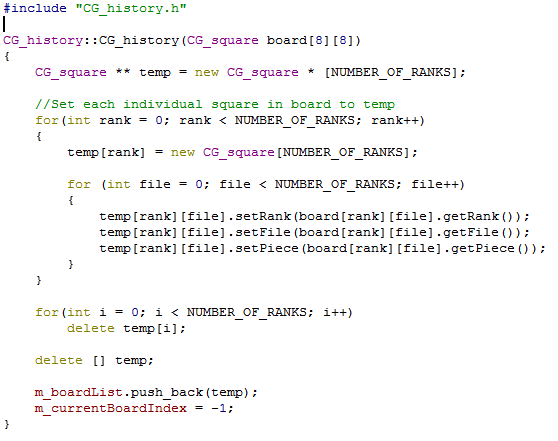 #include "CG_history.h"
CG_history::CG_history(CG_square board[8][8])
{
CG_square ** temp = new CG_square * [NUMBER_OF_RANKS];
//Set each individual square in board to temp
for(int rank = 0; rank < NUMBER_OF_RANKS; rank++)
{
temp[rank] = new CG_square[NUMBER_OF_RANKS];
for (int file = 0; file < NUMBER_OF_RANKS; file++)
{
temp[rank][file].setRank(board[rank][file].getRank());
temp[rank][file].setFile(board[rank][file].getFile());
temp[rank][file].setPiece(board[rank][file].getPiece());
}
}
for(int i = 0; i < NUMBER_OF_RANKS; i++)
delete temp[i];
delete [] temp;
m_boardList.push_back(temp);
m_currentBoardIndex = -1;
}